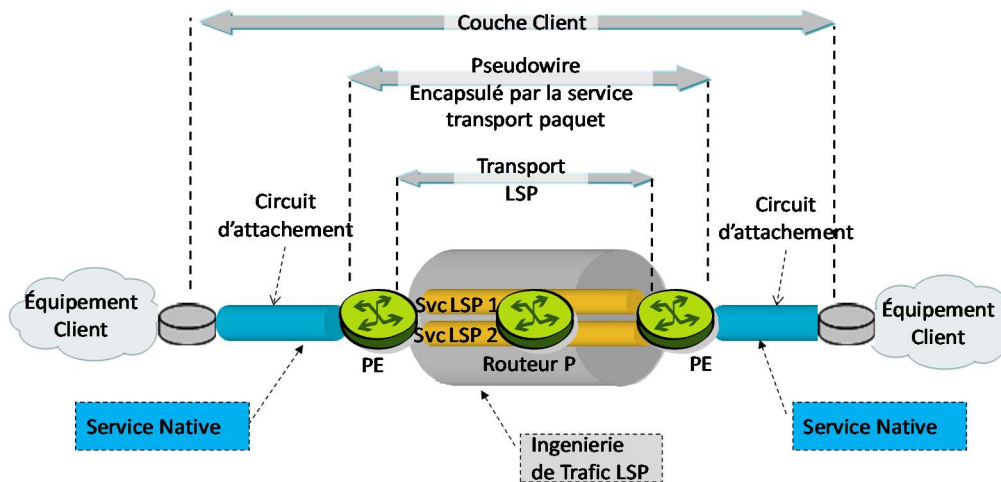 Couche Client
Pseudowire
Encapsulé par la service
transport paquet
Transport
LSP
Circuit
d'attachement
Circuit
d'attachement
Équipement
Client
Svc LSP 1
Svc LSP 2
Équipement
Client
PE
Routeur P
PE
Service Native
Ingenierie
de Trafic LSP
Service Native